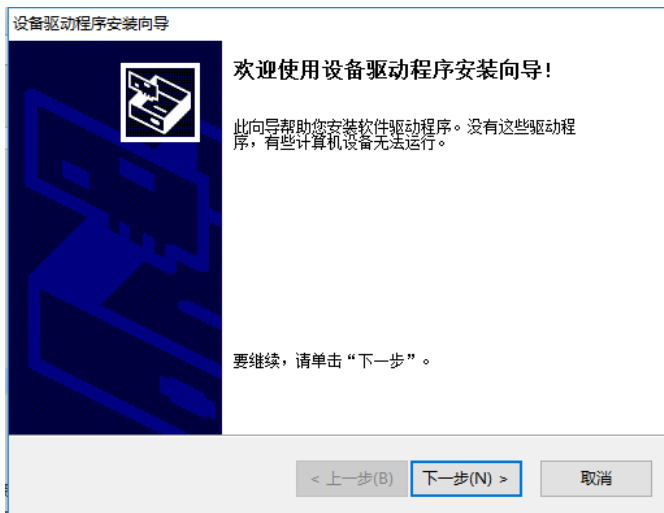 设备驱动程序安装向导
欢迎使用设备驱动程序安装向导!
此向导帮助您安装软件驱动程序。没有这些驱动程
序，有些计算机设备无法运行。
要继续，请单击“下一步”。
< 上一步(B)
下一步(N) >
取消